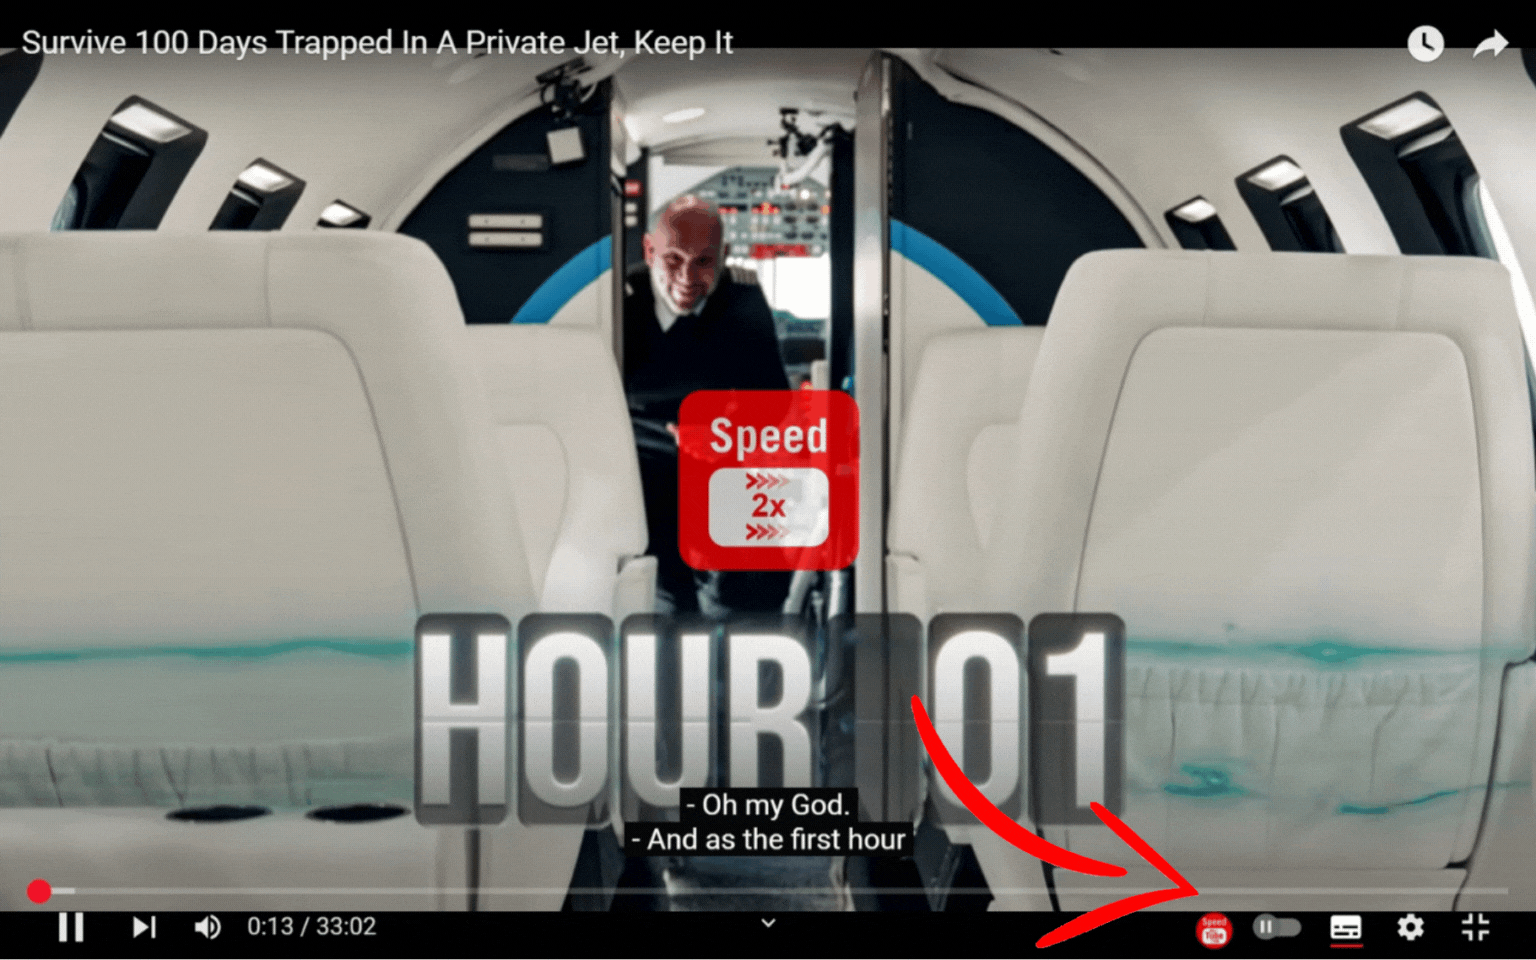 Survive 100 Days Trapped In A Private Jet, Keep It
Speed
2x
HOUR 01
- Oh my God.
- And as the first hour
0:13 / 33:02
Speed
Tube